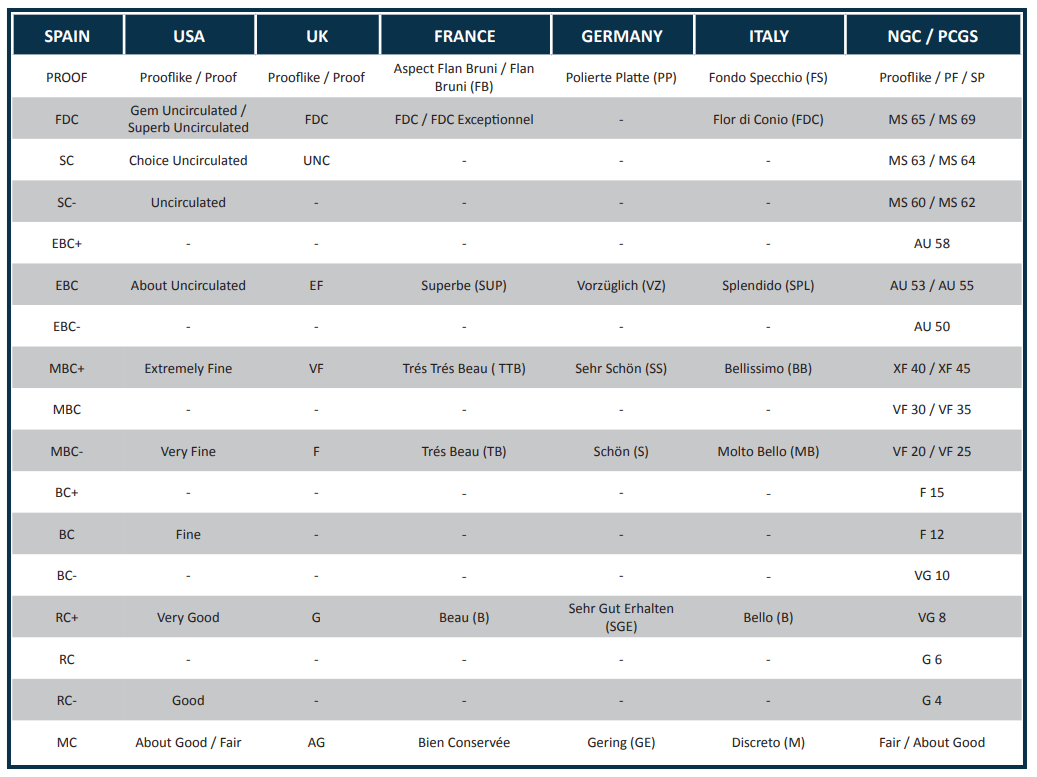 SPAIN USA UK FRANCE GERMANY ITALY NGC / PCGS
PROOF Prooflike / Proof Prooflike / Proof Aspect Flan Bruni / Flan Bruni (FB) Polierte Platte (PP) Fondo Specchio (FS) Prooflike / PF / SP
FDC Gem Uncirculated / Superb Uncirculated FDC FDC / FDC Exceptionnel - Flor di Conio (FDC) MS 65 / MS 69
SC Choice Uncirculated UNC - - - MS 63 / MS 64
SC- Uncirculated - - - - MS 60 / MS 62
EBC+ - - - - - AU 58
EBC About Uncirculated EF Superbe (SUP) Vorzüglich (VZ) Splendido (SPL) AU 53 / AU 55
EBC- - - - - - AU 50
MBC+ Extremely Fine VF Trés Trés Beau ( TTB) Sehr Schön (SS) Bellissimo (BB) XF 40 / XF 45
MBC - - - - - VF 30 / VF 35
MBC- Very Fine F Trés Beau (TB) Schön (S) Molto Bello (MB) VF 20 / VF 25
BC+ - - - - - F 15
BC Fine - - - - F 12
BC- - - - - - VG 10
RC+ Very Good G Beau (B) Sehr Gut Erhalten (SGE) Bello (B) VG 8
RC - - - - - G 6
RC- Good - - - - G 4
MC About Good / Fair AG Bien Conservée Gering (GE) Discreto (M) Fair / About Good